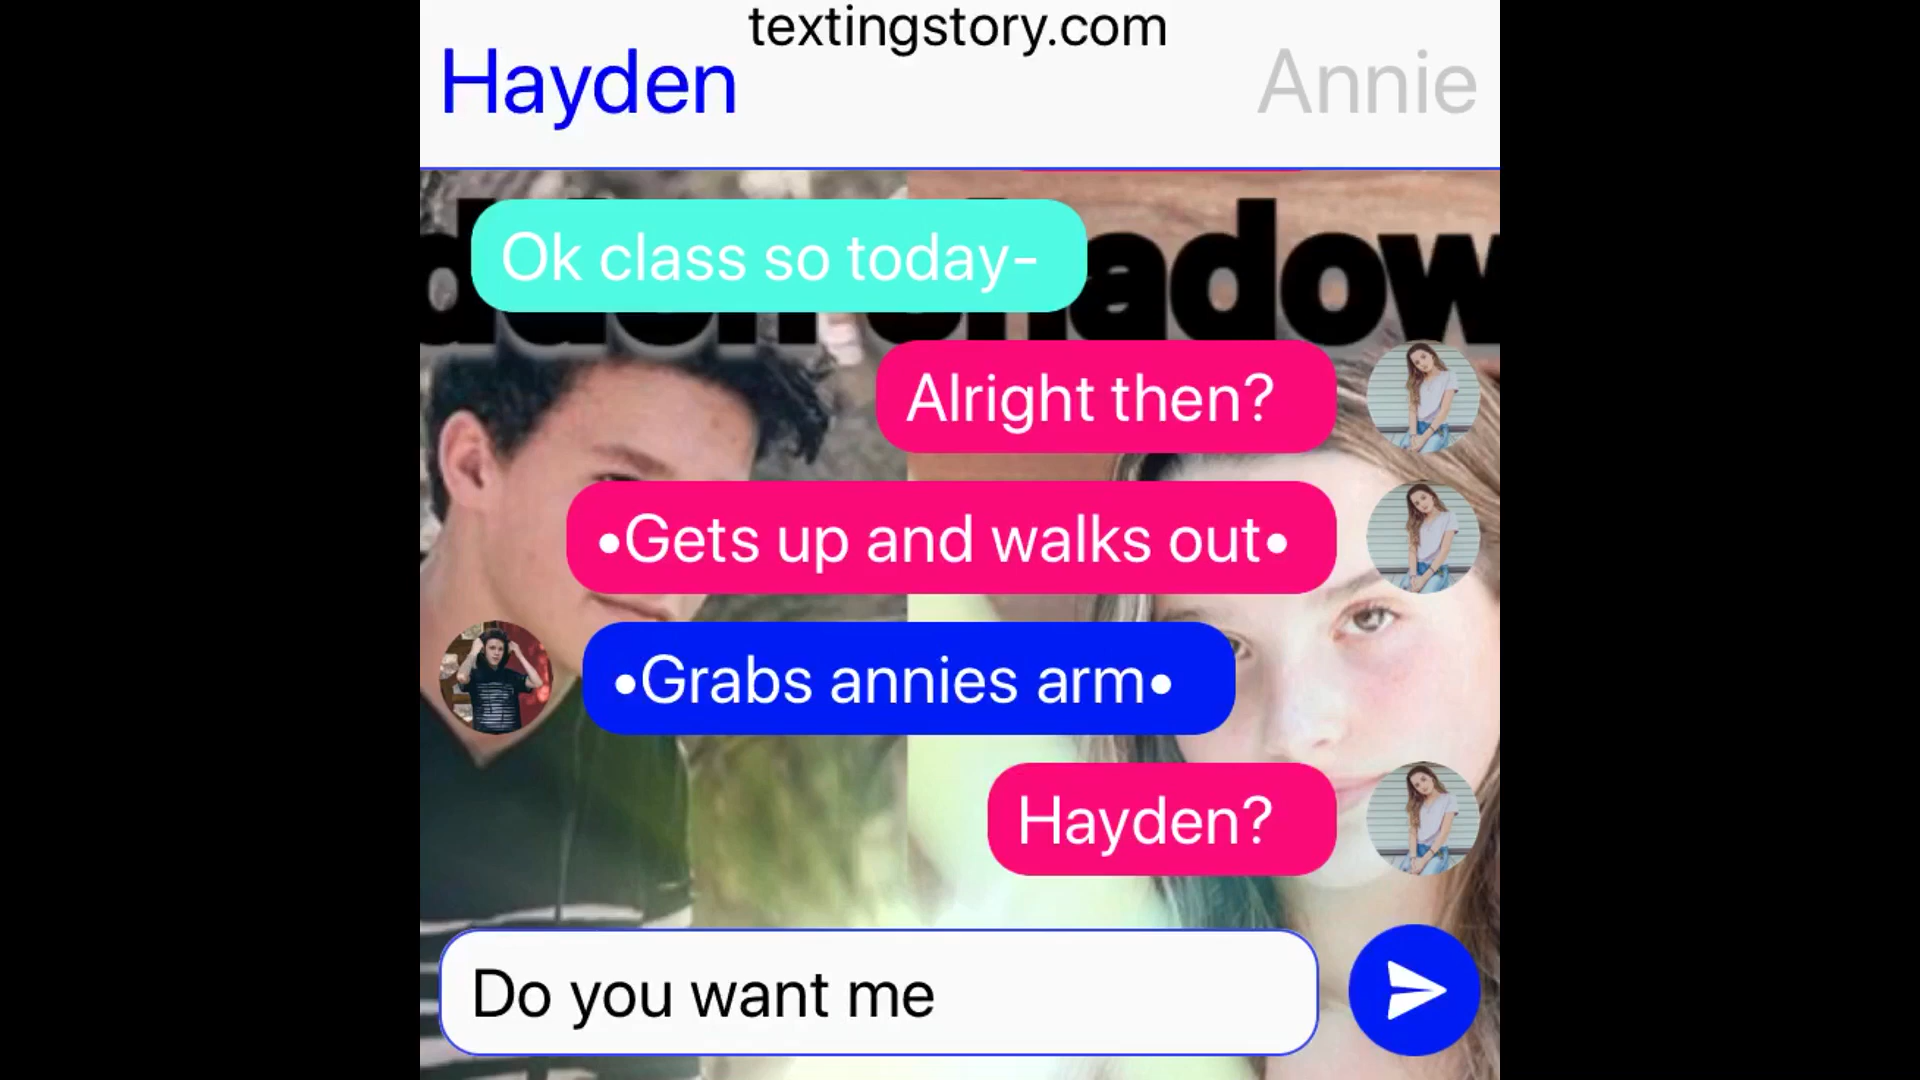 textingstory.com
Hayden
Annie
Ok class so today-
Alright then?
•Gets up and walks out•
•Grabs annies arm•
Hayden?
Do you want me